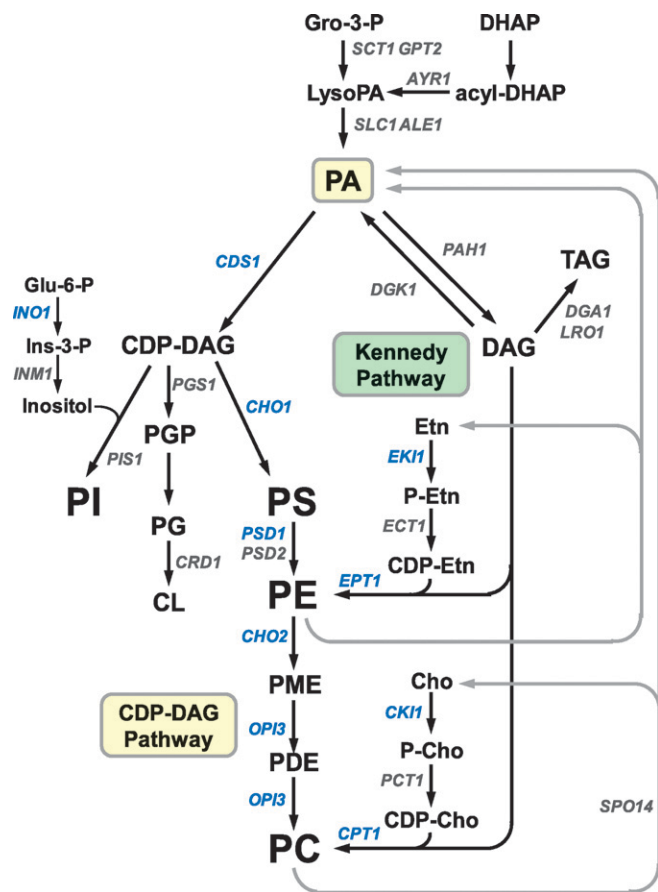 Gro-3-P DHAP
SCT1 GPT2
AYR1
LysoPA acyl-DHAP
SLC1 ALE1
PA
CDS1 PAH1
DGK1 TAG
DGA1
LRO1
Glu-6-P
INO1
Ins-3-P CDP-DAG DAG
Kennedy
Pathway
INM1 PGS1
CHO1
Inositol
PGP Etn
PIS1 EKI1
PI PS P-Etn
PG PSD1
PSD2 ECT1
CRD1 CDP-Etn
CL PE EPT1
CHO2
PME Cho
CKI1
CDP-DAG
Pathway
OPI3
PDE P-Cho
PCT1
OPI3 SPO14
CDP-Cho
PC CPT1